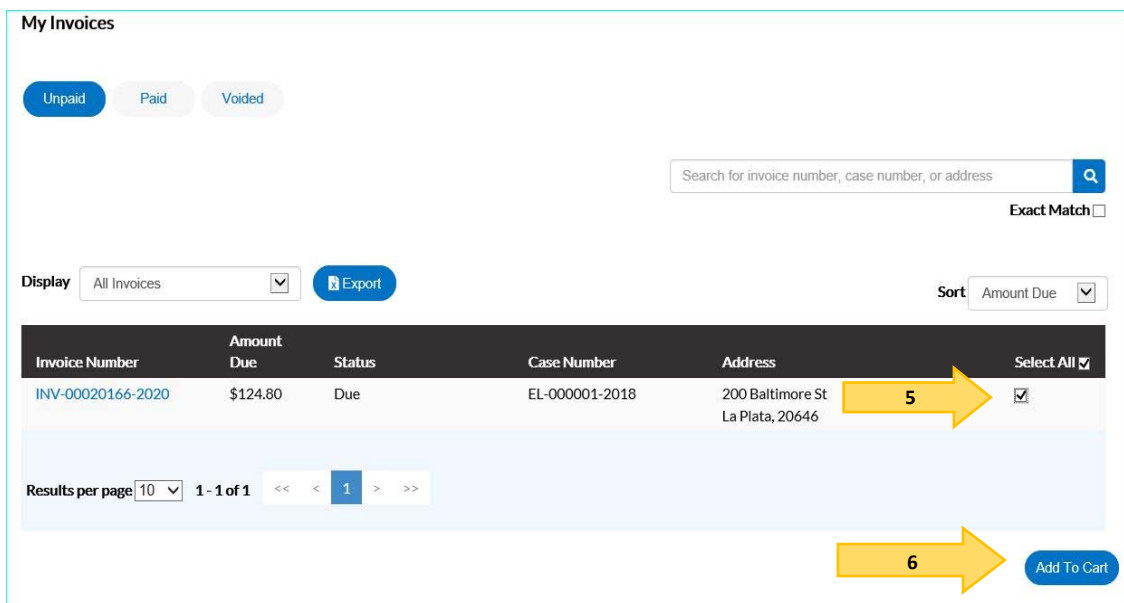 My Invoices
Unpaid Paid Voided
Search for invoice number, case number, or address
Exact Match
Display All Invoices Export Sort Amount Due
Invoice Number Amount Due Status Case Number Address Select All
INV-00020166-2020 $124.80 Due EL-000001-2018 200 Baltimore St 5
La Plata, 20646
Results per page 10 1 - 1 of 1 << < 1 > >>
6 Add To Cart